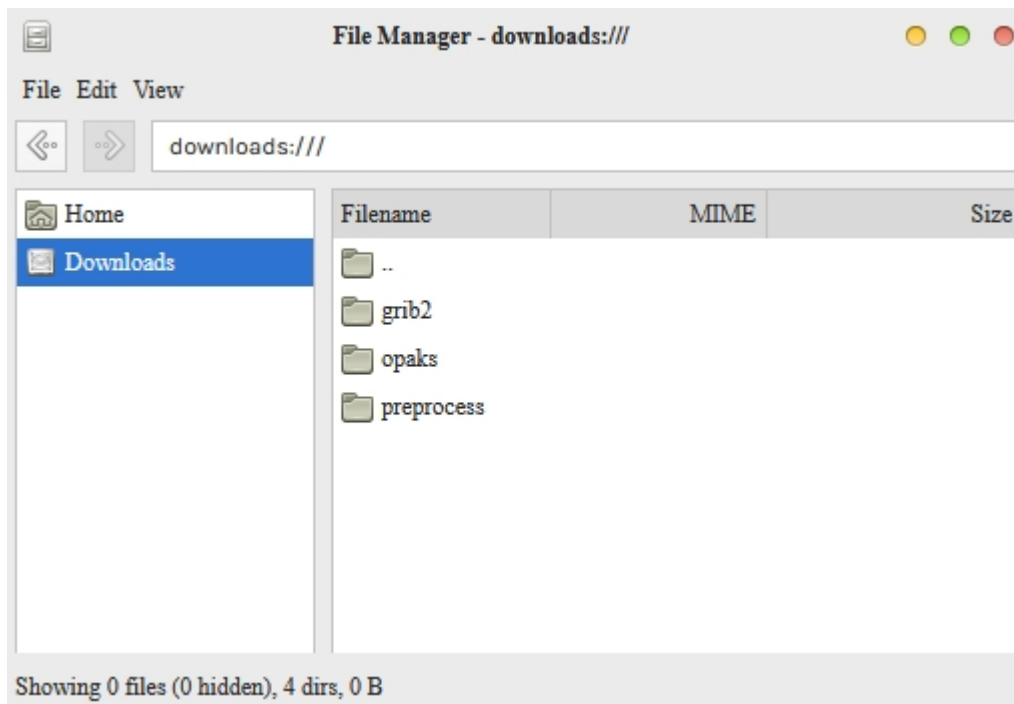 File Manager - downloads:///
File Edit View
downloads:///
Home
Downloads
Filename MIME Size
..
grib2
opaks
preprocess
Showing 0 files (0 hidden), 4 dirs, 0 B